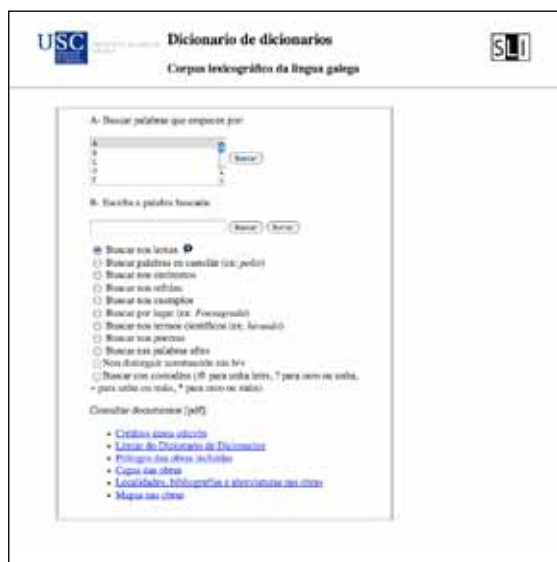 USC
Dicionario de dicionarios
Corpus lexicográfico da lingua galega
SLI
A- Buscar palabras que empecen por:
A
B
C
D
E
Buscar
B- Escriba a palabra buscada:
Buscar Borrar
Buscar nos lemas
Buscar palabras en castelán (ex: pollo)
Buscar nos sinónimos
Buscar nos
Buscar nos exemplos
Buscar por lugar (ex: Fonsagrada)
Buscar nos termos científicos (ex:
Buscar nos poemas
Buscar nas palabras afíns
Non distinguir acentuación nin b/v
Buscar con comodíns para unha letra, ? para cero ou unha,
+ para unha ou máis, * para cero ou máis)
Consultar documentos (pdf):
Créditos desta edición
Limiar do Dicionario de Dicionarios
Prólogos das obras incluídas
Capas das obras
Localidades, bibliografías e abreviaturas nas obras
Mapas nas obras